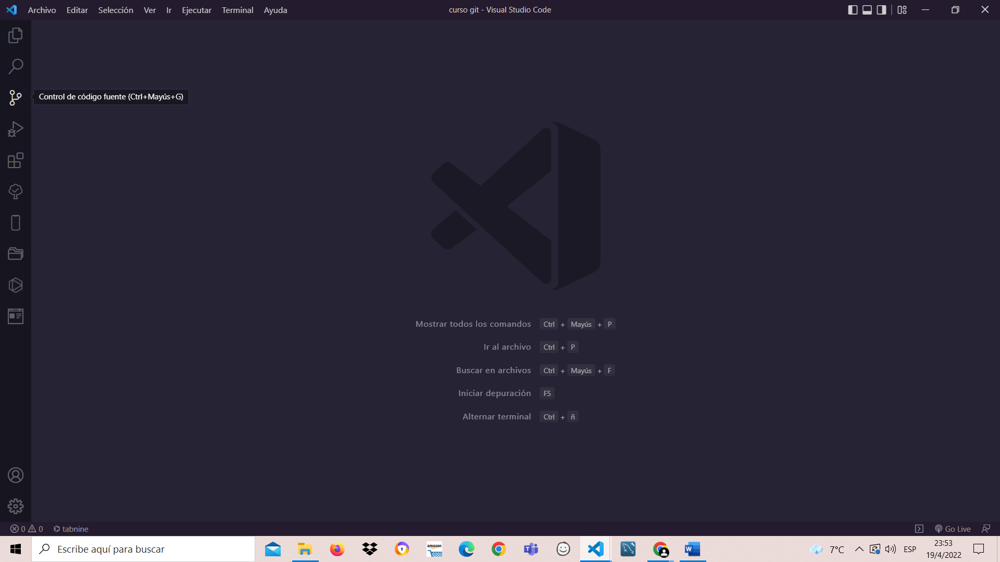 Archivo Editar Selección Ver Ir Ejecutar Terminal Ayuda
curso git - Visual Studio Code
Control de código fuente (Ctrl+Mayús+G)
Mostrar todos los comandos Ctrl + Mayús + P
Ir al archivo Ctrl + P
Buscar en archivos Ctrl + Mayús + F
Iniciar depuración F5
Alternar terminal Ctrl + ñ
0 0 tabnine
Go Live
Escribe aquí para buscar
amazon
T
W
7°C
ESP
23:53
19/4/2022